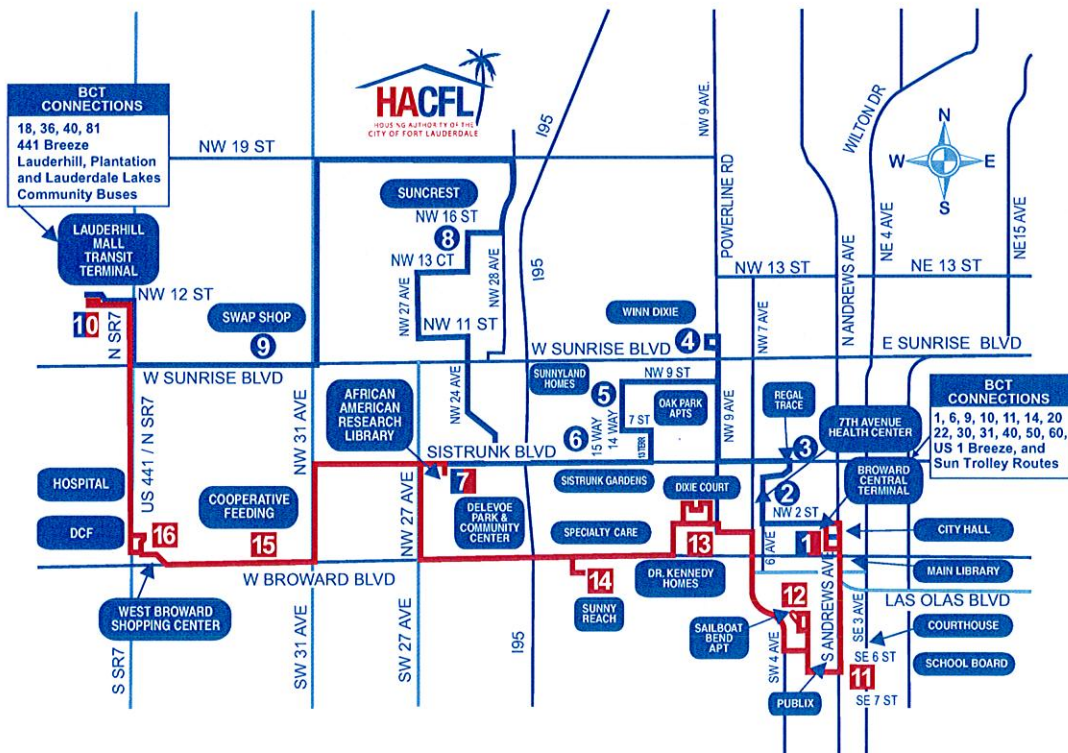 BCT
CONNECTIONS
18, 36, 40, 81
441 Breeze
Lauderhill, Plantation
and Lauderdale Lakes
Community Buses
HACFL
HOUSING AUTHORITY OF THE
CITY OF FORT LAUDERDALE
I95
NW 9 AVE.
WILTON DR
N
W
E
S
NW 19 ST
POWERLINE RD
N ANDREWS AVE
NE 4 AVE
NE15 AVE
SUNCREST
NW 16 ST
8
LAUDERHILL
MALL
TRANSIT
TERMINAL
NW 13 CT
NW 28 AVE
I95
NW 13 ST
NE 13 ST
NW 27 AVE
NW 12 ST
10
N SR7
SWAP SHOP
9
NW 11 ST
WINN DIXIE
4
NW 7 AVE
W SUNRISE BLVD
E SUNRISE BLVD
W SUNRISE BLVD
SUNNYLAND
HOMES
NW 9 ST
5
OAK PARK
APTS
REGAL
TRACE
BCT
CONNECTIONS
1, 6, 9, 10, 11, 14, 20
22, 30, 31, 40, 50, 60,
US 1 Breeze, and
Sun Trolley Routes
AFRICAN
AMERICAN
RESEARCH
LIBRARY
NW 24 AVE
NW 31 AVE
US 441 / N SR7
15 WAY
14 WAY
7 ST
13 TERR
NW 9 AVE
7TH AVENUE
HEALTH CENTER
6
3
SISTRUNK BLVD
BROWARD
CENTRAL
TERMINAL
HOSPITAL
7
SISTRUNK GARDENS
DIXIE COURT
2
NW 2 ST
COOPERATIVE
FEEDING
NW 27 AVE
DELEVOE
PARK &
COMMUNITY
CENTER
SPECIALTY CARE
DCF
16
15
13
6 AVE
1
CITY HALL
W BROWARD BLVD
14
DR. KENNEDY
HOMES
MAIN LIBRARY
WEST BROWARD
SHOPPING CENTER
SUNNY
REACH
12
LAS OLAS BLVD
S ANDREWS AVE
SE 3 AVE
SAILBOAT
BEND
APT
COURTHOUSE
SE 6 ST
SW 4 AVE
SCHOOL BOARD
S SR7
SW 31 AVE
SW 27 AVE
I95
11
PUBLIX
SE 7 ST